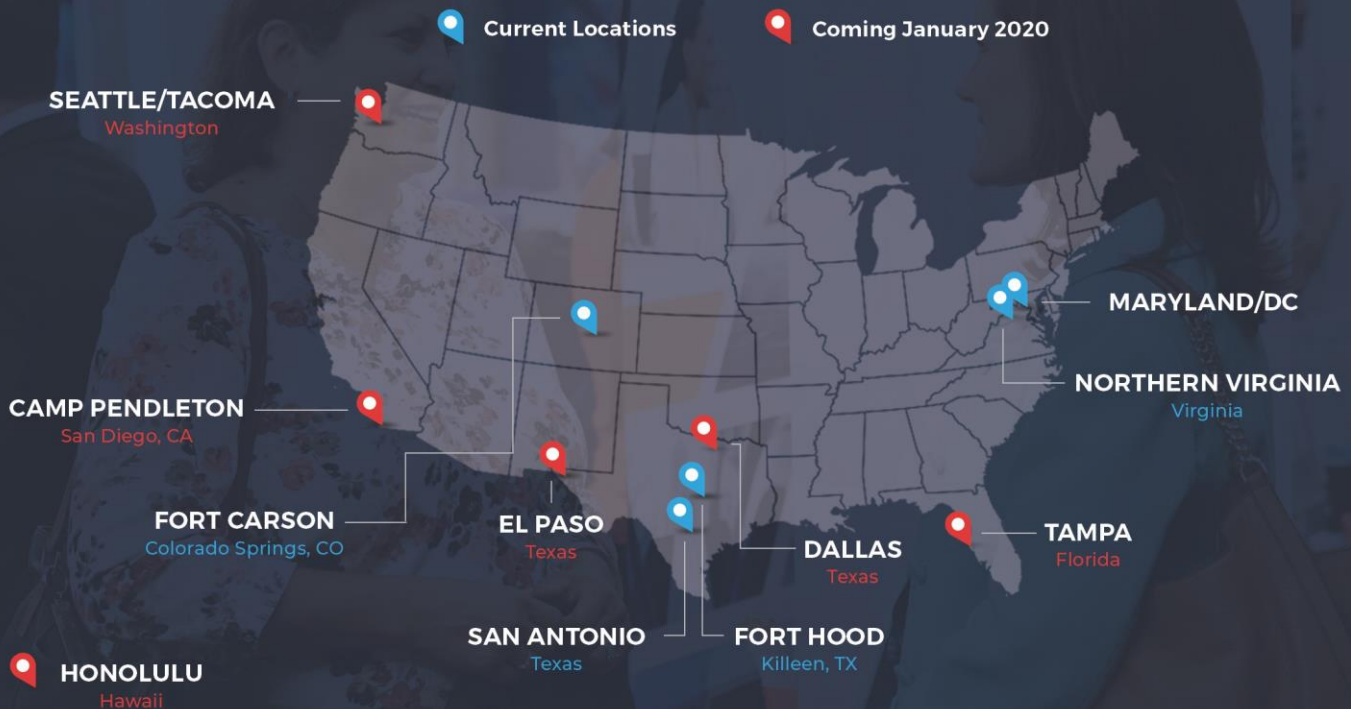 Current Locations
Coming January 2020
SEATTLE/TACOMA
Washington
MARYLAND/DC
NORTHERN VIRGINIA
Virginia
CAMP PENDLETON
San Diego, CA
FORT CARSON
Colorado Springs, CO
EL PASO
Texas
DALLAS
Texas
TAMPA
Florida
SAN ANTONIO
Texas
FORT HOOD
Killeen, TX
HONOLULU
Hawaii